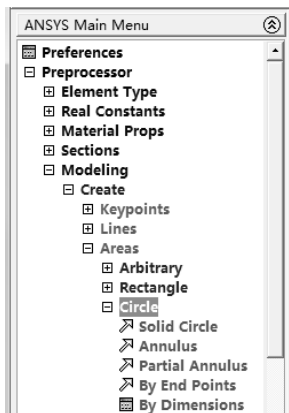 ANSYS Main Menu
Preferences
Preprocessor
Element Type
Real Constants
Material Props
Sections
Modeling
Create
Keypoints
Lines
Areas
Arbitrary
Rectangle
Circle
Solid Circle
Annulus
Partial Annulus
By End Points
By Dimensions